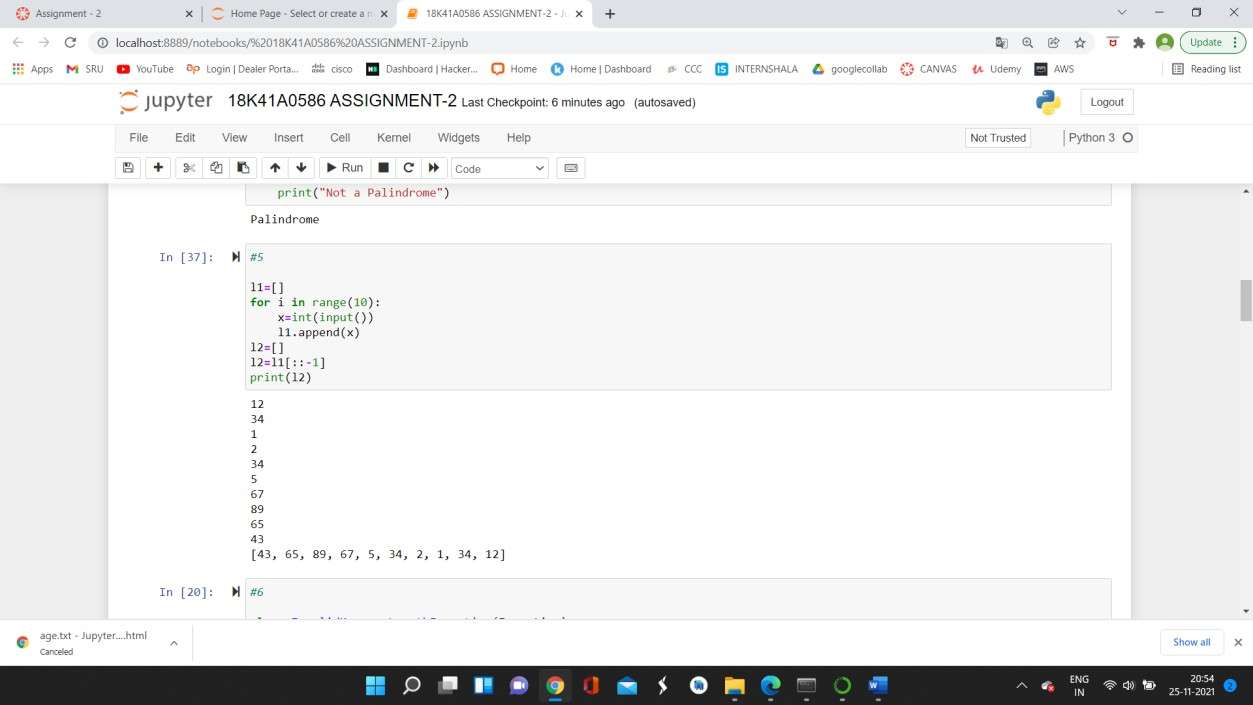 Assignment - 2
Home Page - Select or create a n
18K41A0586 ASSIGNMENT-2 - Ju
localhost:8889/notebooks/%2018K41A0586%20ASSIGNMENT-2.ipynb
Update
Apps
SRU
YouTube
Login | Dealer Porta...
cisco
Dashboard | Hacker...
Home
Home | Dashboard
CCC
IS INTERNSHALA
googlecollab
CANVAS
Udemy
AWS
Reading list
jupyter 18K41A0586 ASSIGNMENT-2 Last Checkpoint: 6 minutes ago (autosaved)
Logout
File Edit View Insert Cell Kernel Widgets Help
Not Trusted
Python 3
Run
Code
print("Not a Palindrome")
Palindrome
In [37]:
#5
l1=[]
for i in range(10):
    x=int(input())
    l1.append(x)
l2=[]
l2=l1[::-1]
print(l2)
12
34
1
2
34
5
67
89
65
43
[43, 65, 89, 67, 5, 34, 2, 1, 34, 12]
In [20]:
#6
age.txt - Jupyter....html
Canceled
Show all
ENG
IN
20:54
25-11-2021
2